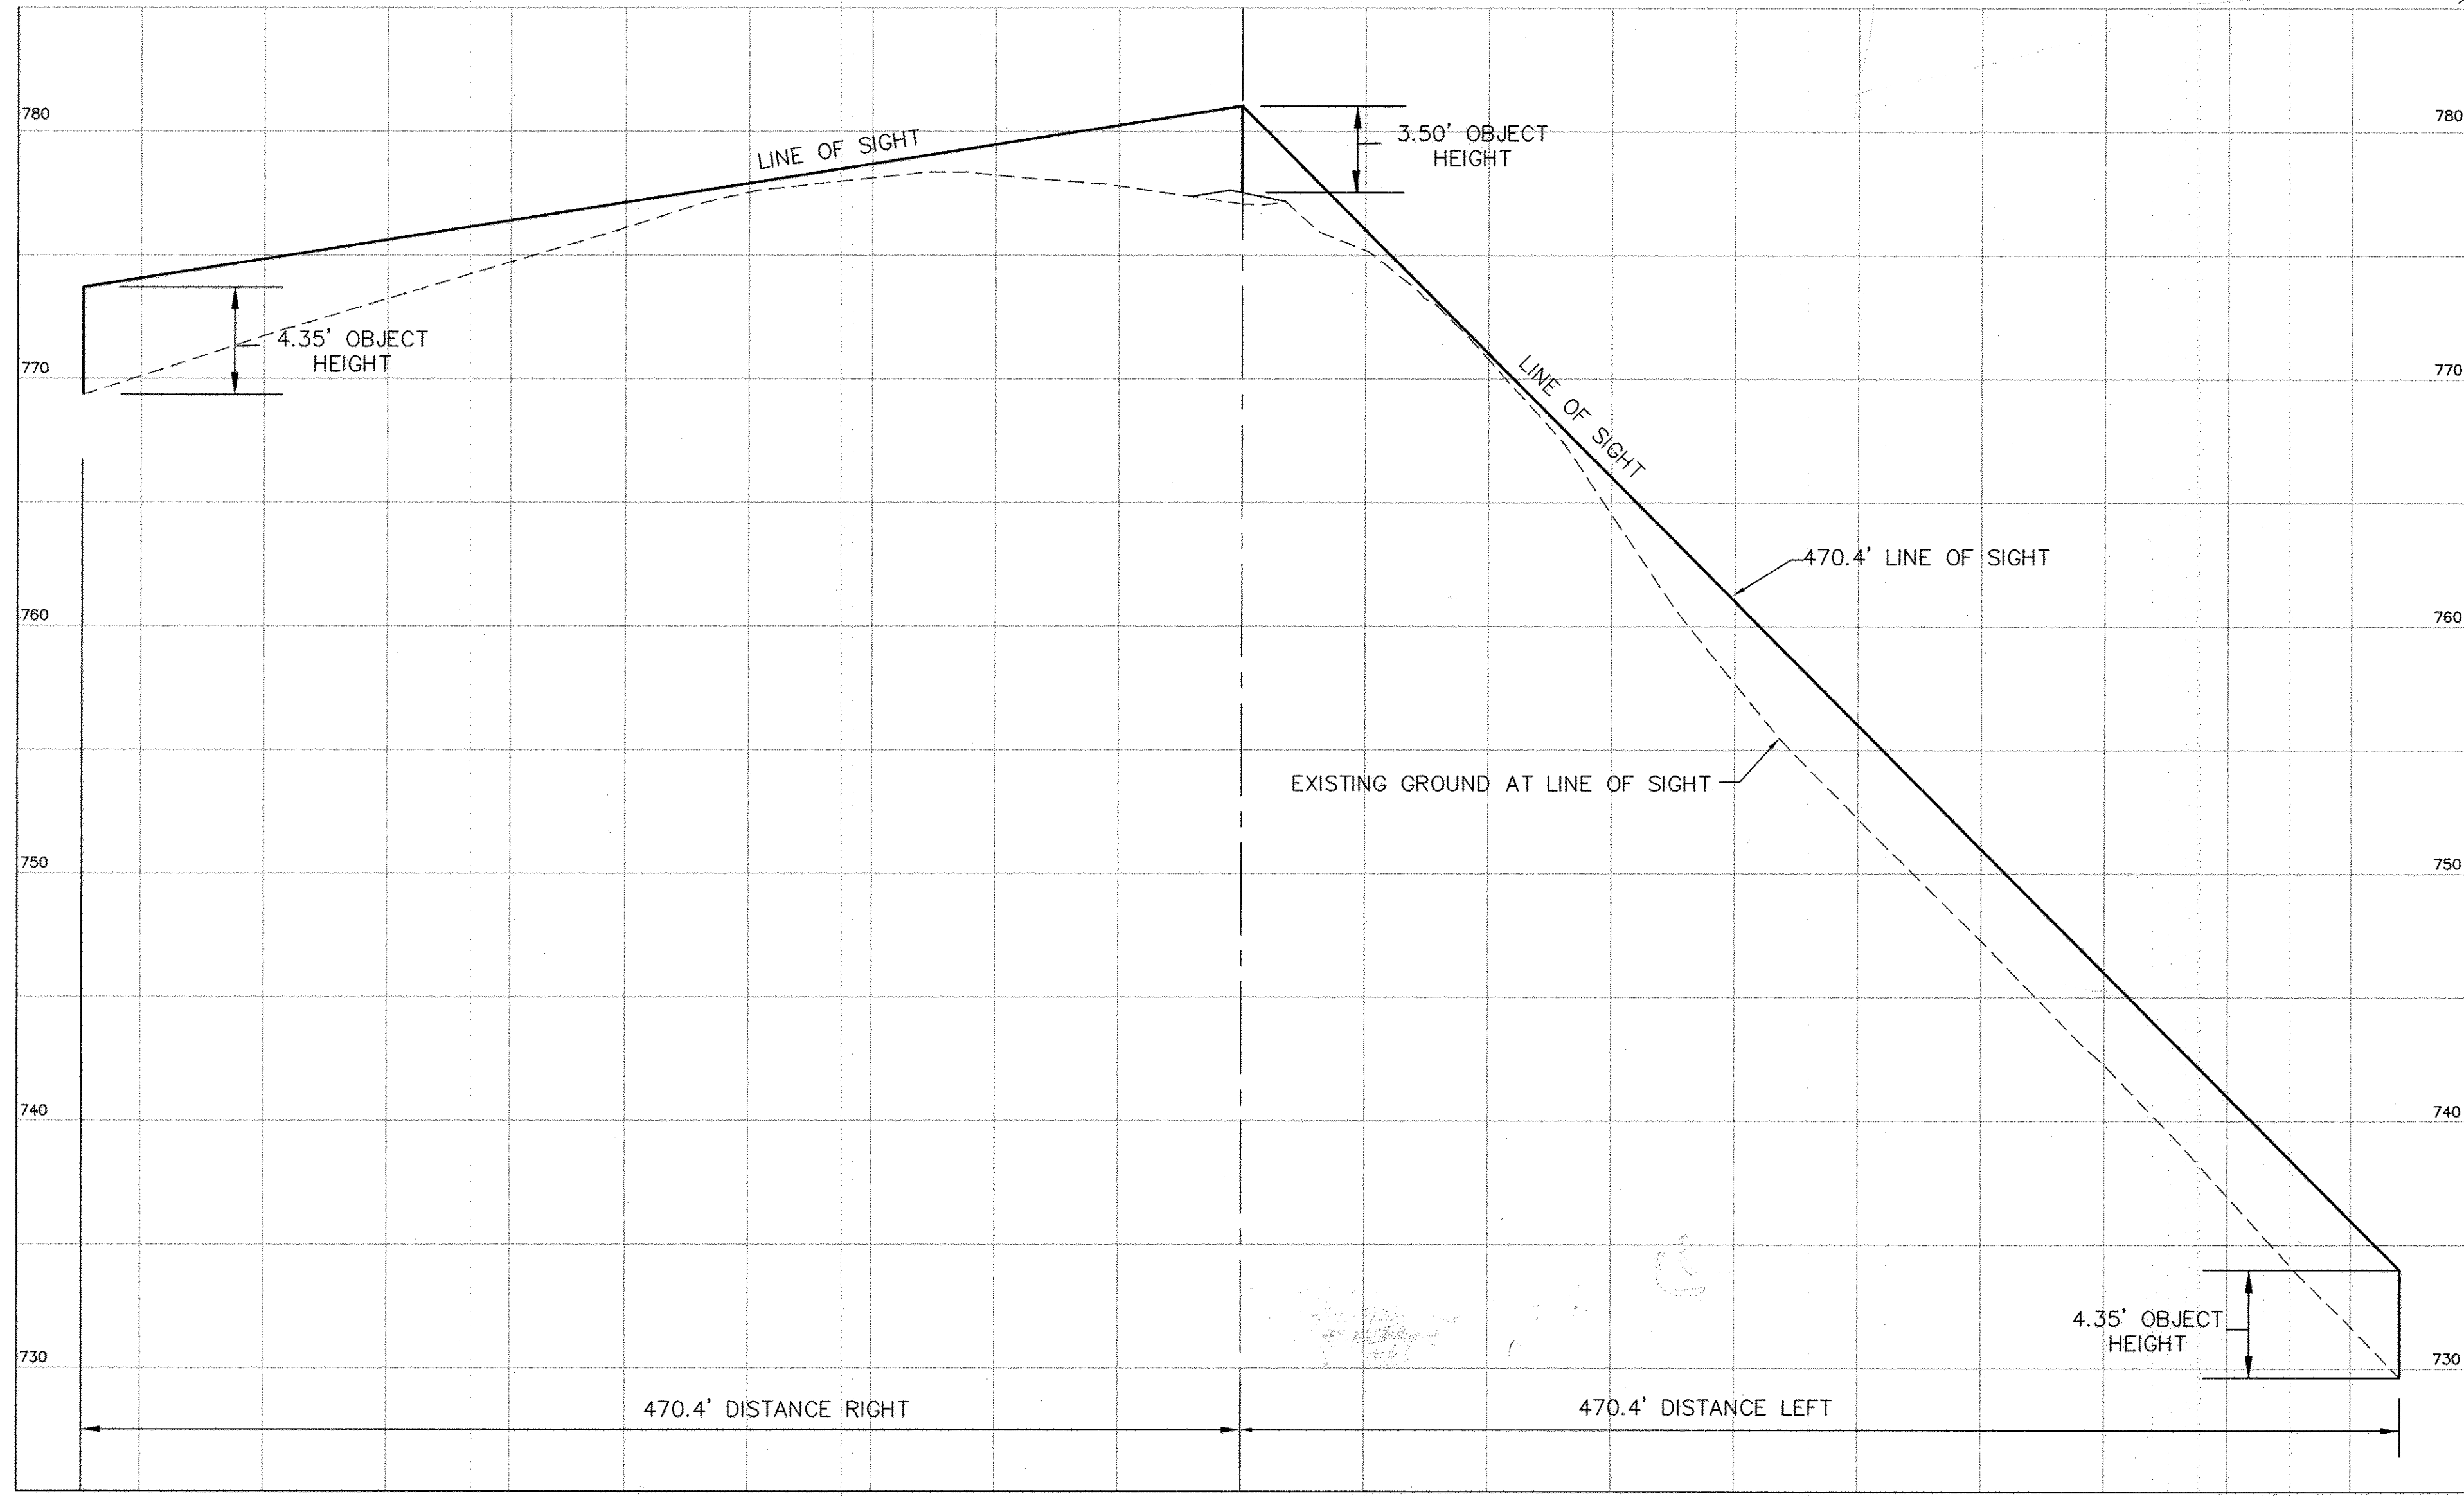 780
780
3.50' OBJECT
HEIGHT
LINE OF SIGHT
4.35' OBJECT
HEIGHT
770
770
LINE OF SIGHT
470.4' LINE OF SIGHT
760
760
EXISTING GROUND AT LINE OF SIGHT
750
750
740
740
4.35' OBJECT
HEIGHT
730
730
470.4' DISTANCE RIGHT
470.4' DISTANCE LEFT